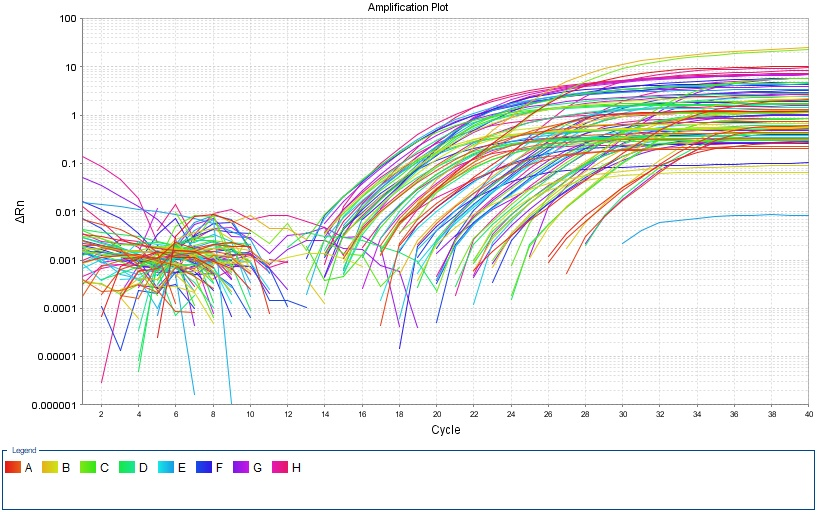 Amplification Plot
100
10
1
0.1
0.01
0.001
0.0001
0.00001
0.000001
ΔRn
2 4 6 8 10 12 14 16 18 20 22 24 26 28 30 32 34 36 38 40
Cycle
Legend
A B C D E F G H